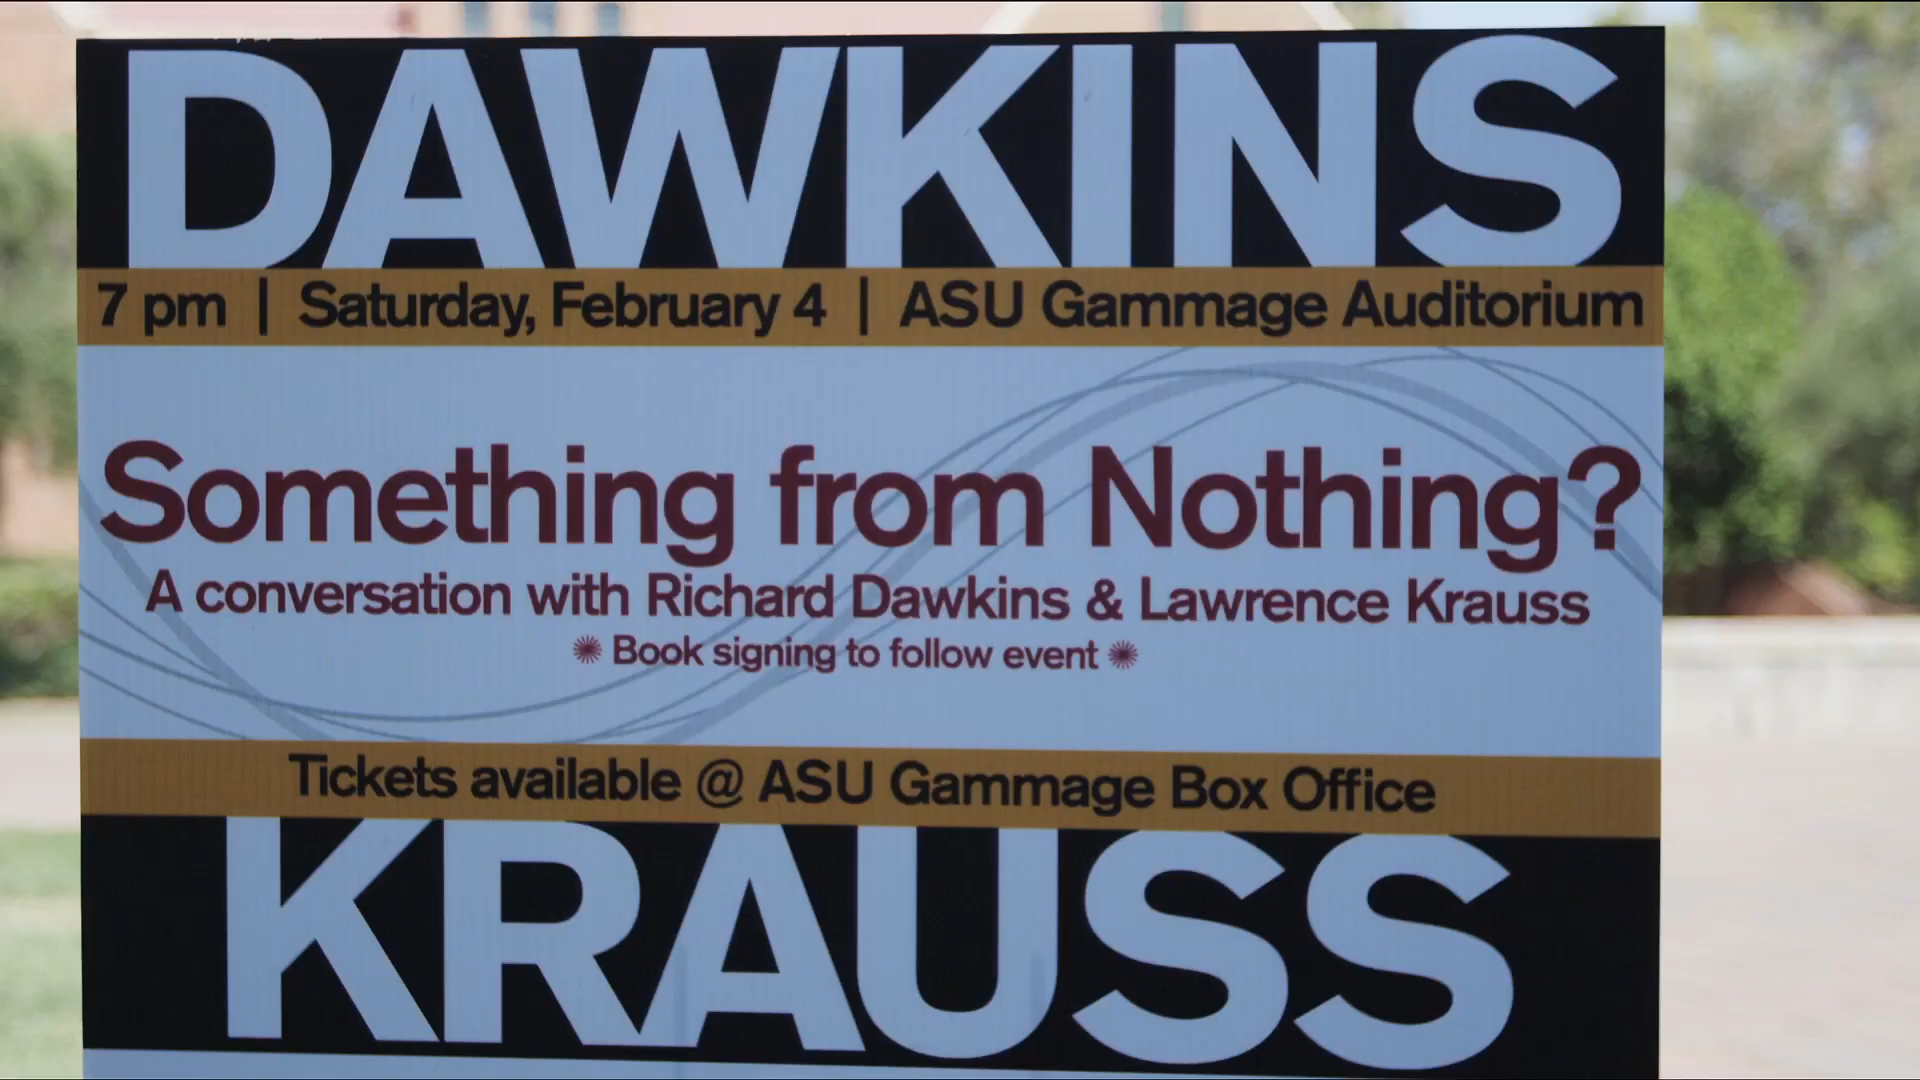 DAWKINS
7 pm | Saturday, February 4 | ASU Gammage Auditorium
Something from Nothing?
A conversation with Richard Dawkins & Lawrence Krauss
Book signing to follow event
Tickets available @ ASU Gammage Box Office
KRAUSS